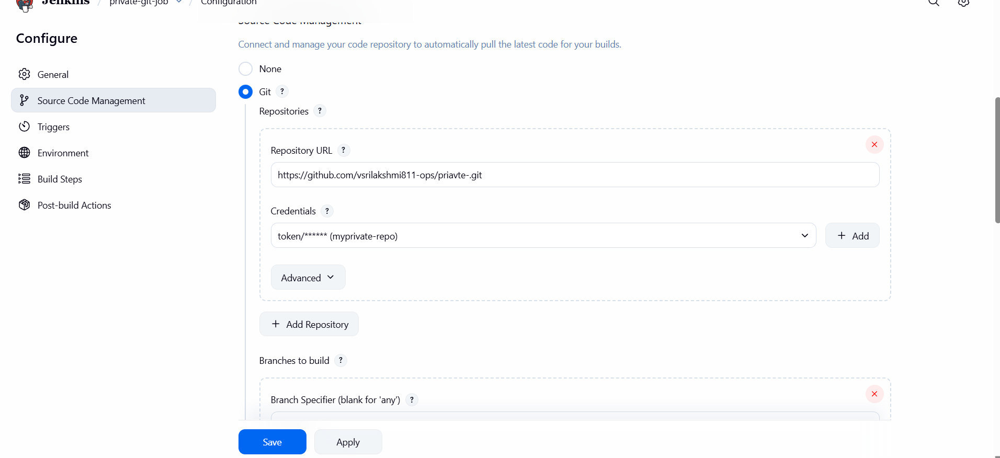 Jenkins / private-git-job / Configuration
Configure
General
Source Code Management
Triggers
Environment
Build Steps
Post-build Actions
Source Code Management
Connect and manage your code repository to automatically pull the latest code for your builds.
None
Git ?
Repositories ?
Repository URL ?
https://github.com/vsrilakshmi811-ops/priavte-.git
Credentials ?
token/****** (myprivate-repo)
+ Add
Advanced
+ Add Repository
Branches to build ?
Branch Specifier (blank for 'any') ?
Save
Apply